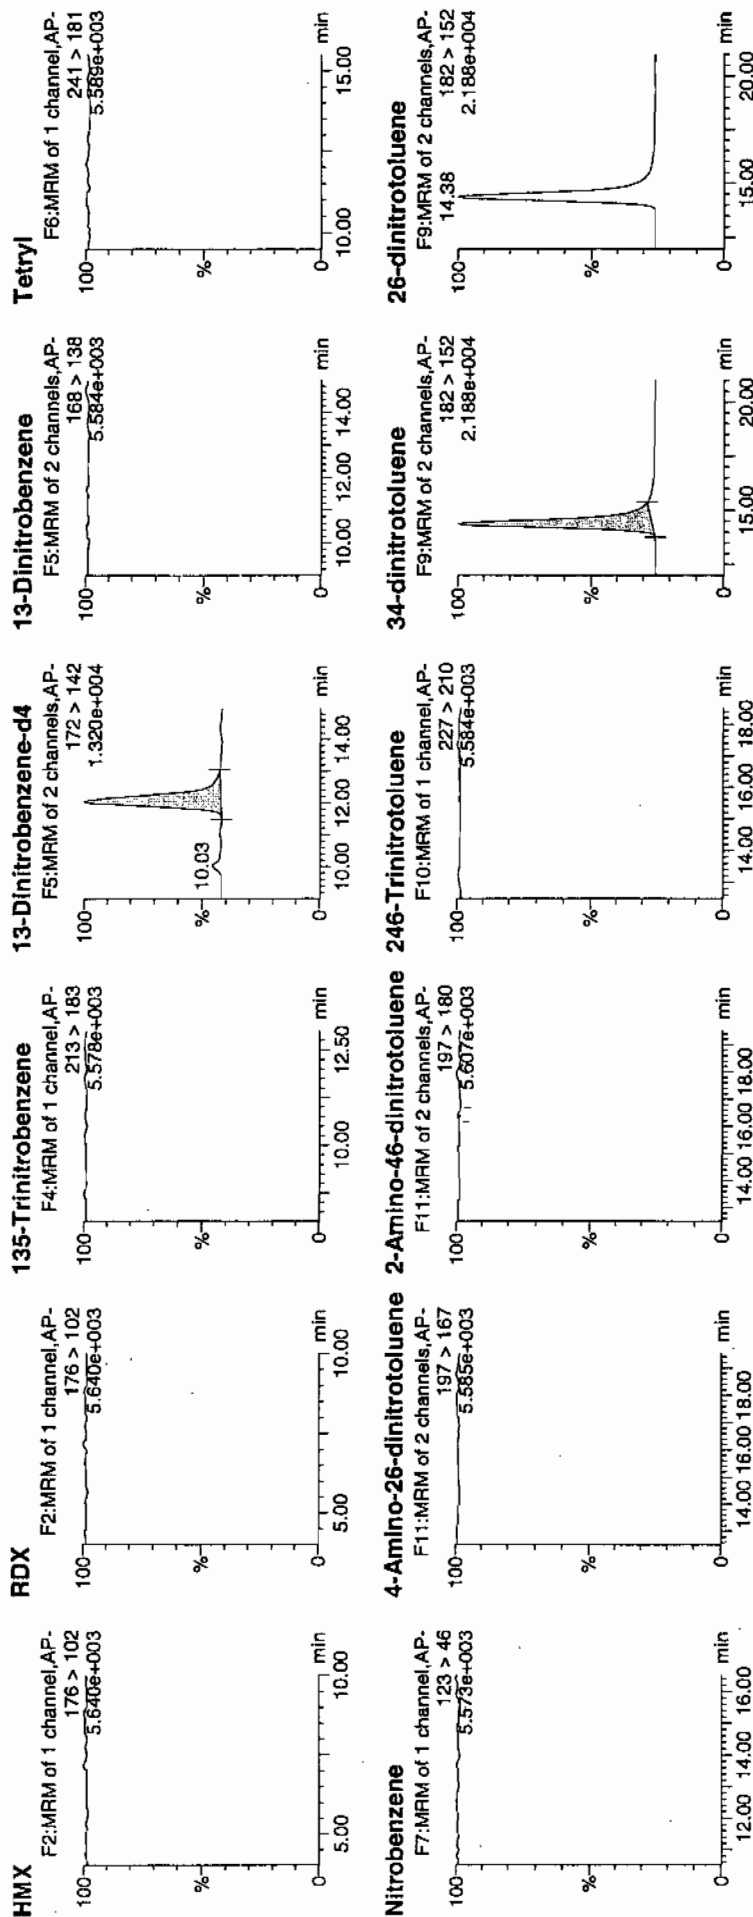 HMX
F2:MRM of 1 channel,AP-
176 > 102
5.640e+003
100
%
0
5.00 10.00 min
RDX
F2:MRM of 1 channel,AP-
176 > 102
5.640e+003
100
%
0
5.00 10.00 min
135-Trinitrobenzene
F4:MRM of 1 channel,AP-
213 > 183
5.578e+003
100
%
0
10.00 12.50 min
13-Dinitrobenzene-d4
F5:MRM of 2 channels,AP-
172 > 142
1.320e+004
100
10.03
%
0
10.00 12.00 14.00 min
13-Dinitrobenzene
F5:MRM of 2 channels,AP-
168 > 138
5.584e+003
100
%
0
10.00 12.00 14.00 min
Tetryl
F6:MRM of 1 channel,AP-
241 > 181
5.589e+003
100
%
0
10.00 15.00 min
Nitrobenzene
F7:MRM of 1 channel,AP-
123 > 46
5.573e+003
100
%
0
12.00 14.00 16.00 min
4-Amino-26-dinitrotoluene
F11:MRM of 2 channels,AP-
197 > 167
5.585e+003
100
%
0
14.00 16.00 18.00 min
2-Amino-46-dinitrotoluene
F11:MRM of 2 channels,AP-
197 > 180
5.607e+003
100
%
0
14.00 16.00 18.00 min
246-Trinitrotoluene
F10:MRM of 1 channel,AP-
227 > 210
5.584e+003
100
%
0
14.00 16.00 18.00 min
34-dinitrotoluene
F9:MRM of 2 channels,AP-
182 > 152
2.188e+004
100
%
0
15.00 20.00 min
26-dinitrotoluene
F9:MRM of 2 channels,AP-
14.38
182 > 152
2.188e+004
100
%
0
15.00 20.00 min